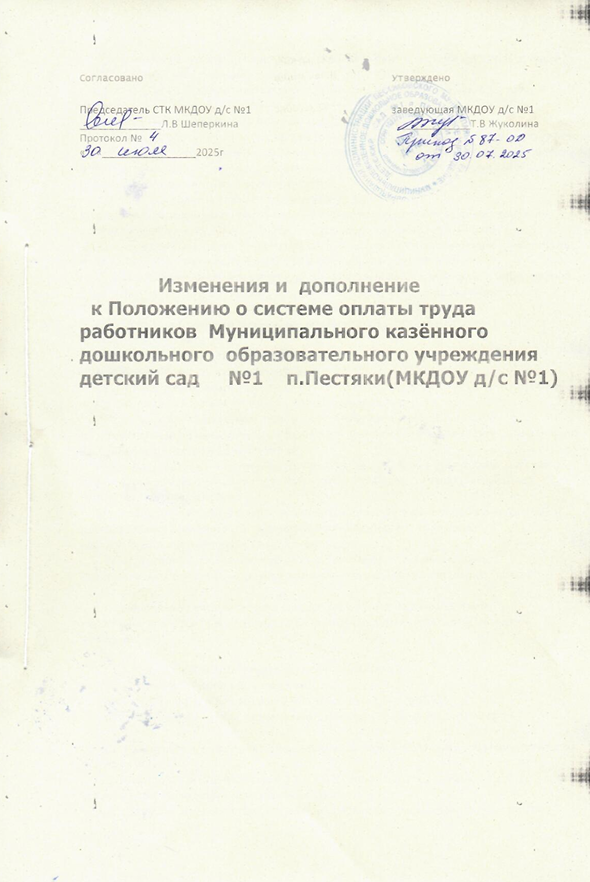 Согласовано
Председатель СТК МКДОУ д/с №1
Л.В Шеперкина
Протокол № 4
30 июля 2025г
Утверждено
заведующая МКДОУ д/с №1
Т.В Жуколина
Приказ №87-ОД
от 30.07.2025
Изменения и дополнение
к Положению о системе оплаты труда
работников Муниципального казённого
дошкольного образовательного учреждения
детский сад №1 п.Пестяки(МКДОУ д/с №1)